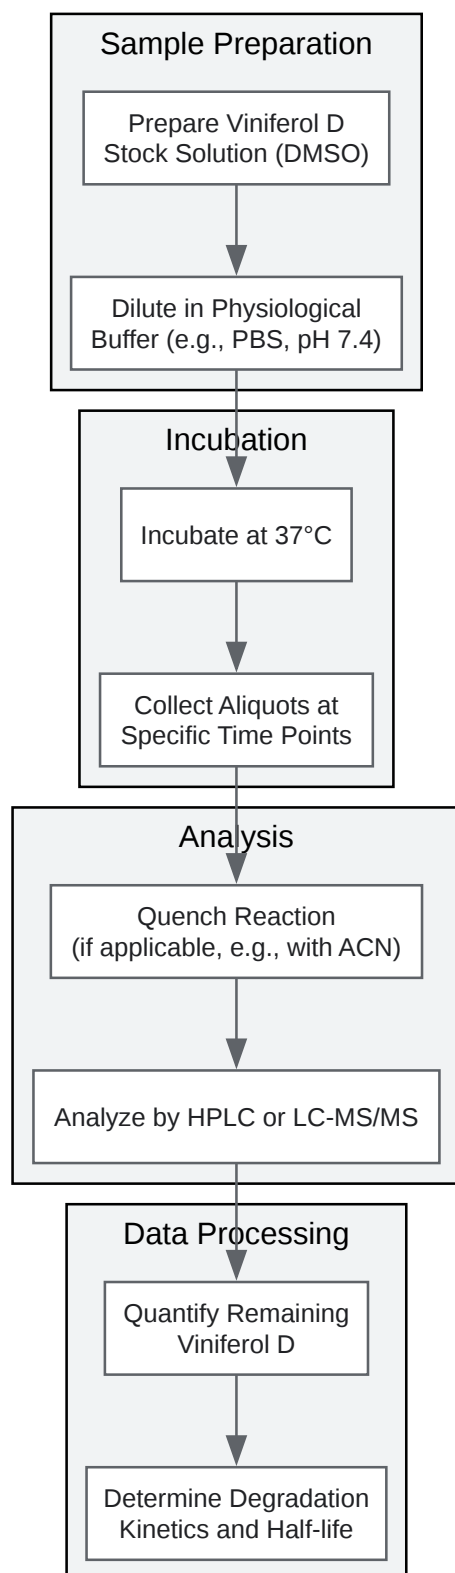 Sample Preparation
Prepare Viniferol D
Stock Solution (DMSO)
Dilute in Physiological
Buffer (e.g., PBS, pH 7.4)
Incubation
Incubate at 37°C
Collect Aliquots at
Specific Time Points
Analysis
Quench Reaction
(if applicable, e.g., with ACN)
Analyze by HPLC or LC-MS/MS
Data Processing
Quantify Remaining
Viniferol D
Determine Degradation
Kinetics and Half-life